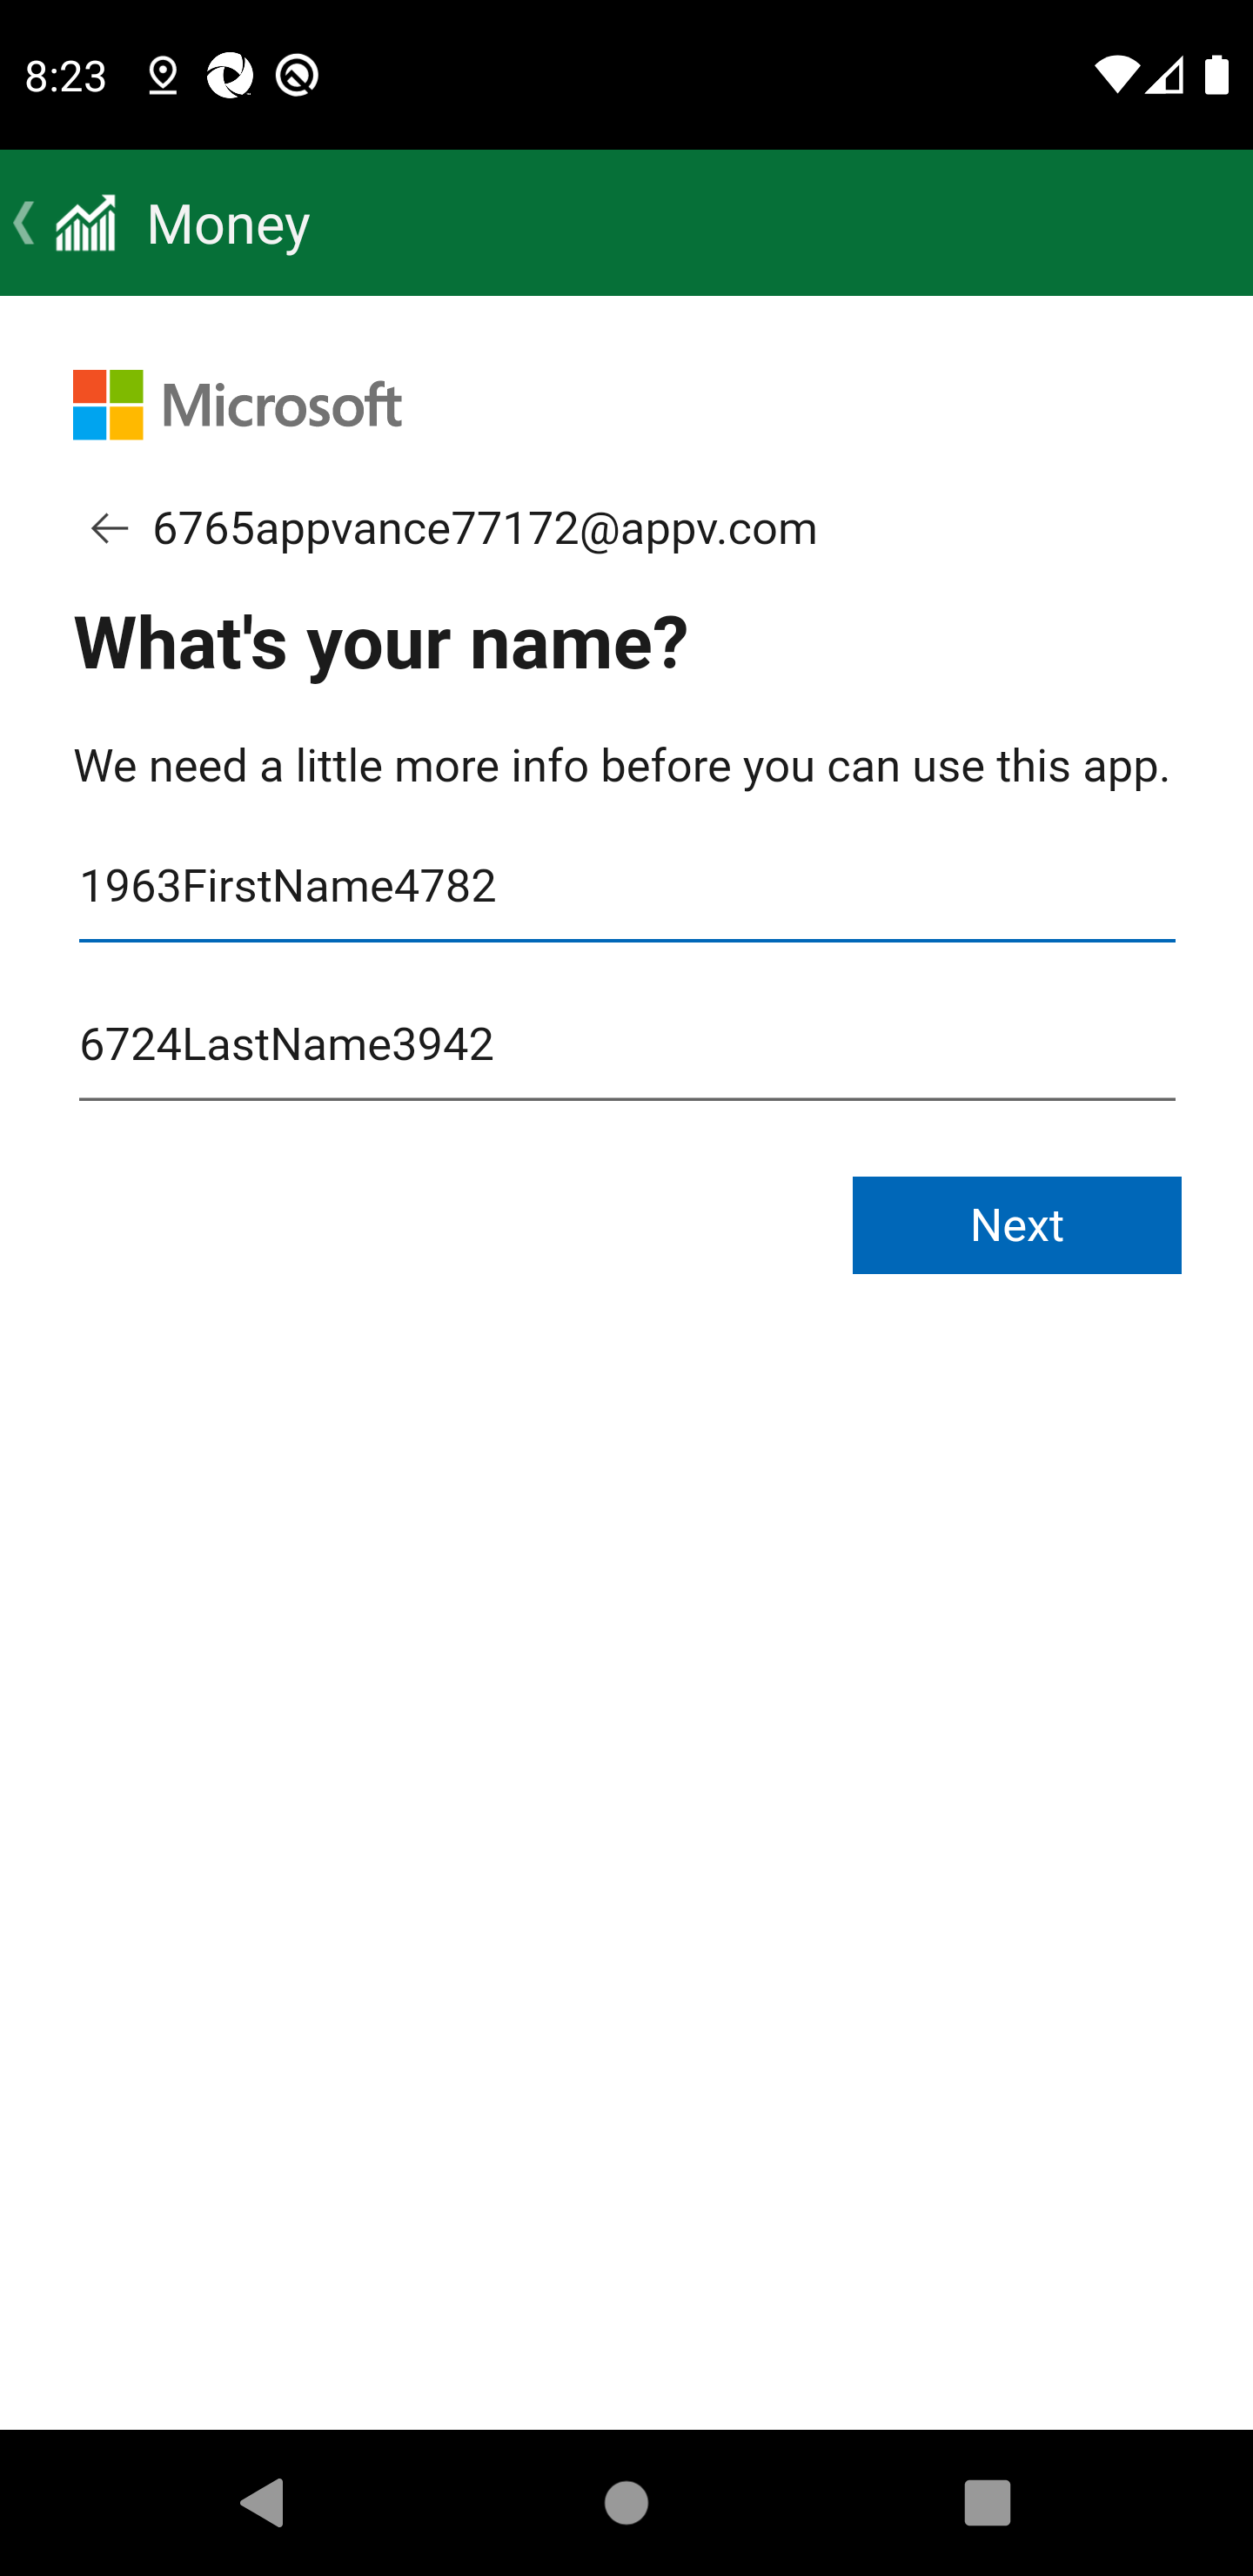 8:23
Money
Microsoft
6765appvance77172@appv.com
What's your name?
We need a little more info before you can use this app.
1963FirstName4782
6724LastName3942
Next